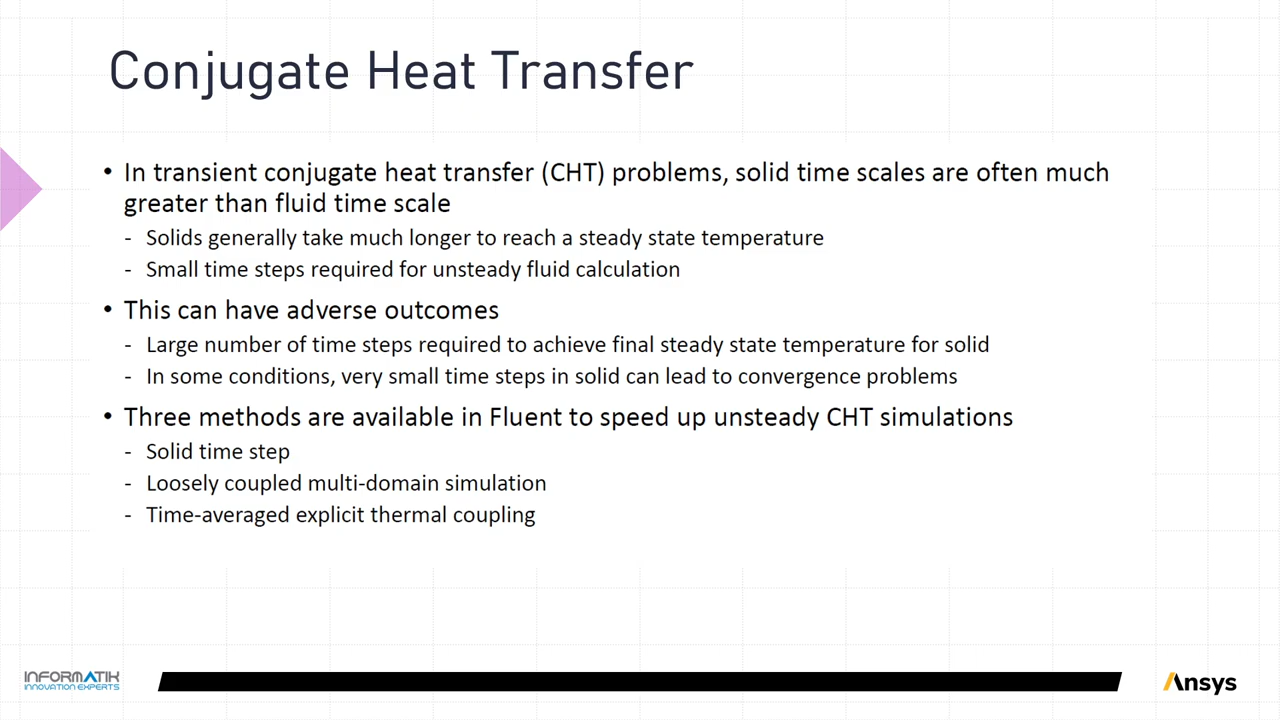 Conjugate Heat Transfer
• In transient conjugate heat transfer (CHT) problems, solid time scales are often much
greater than fluid time scale
- Solids generally take much longer to reach a steady state temperature
- Small time steps required for unsteady fluid calculation
• This can have adverse outcomes
- Large number of time steps required to achieve final steady state temperature for solid
- In some conditions, very small time steps in solid can lead to convergence problems
• Three methods are available in Fluent to speed up unsteady CHT simulations
- Solid time step
- Loosely coupled multi-domain simulation
- Time-averaged explicit thermal coupling
INFORMATIK
INNOVATION EXPERTS
Ansys